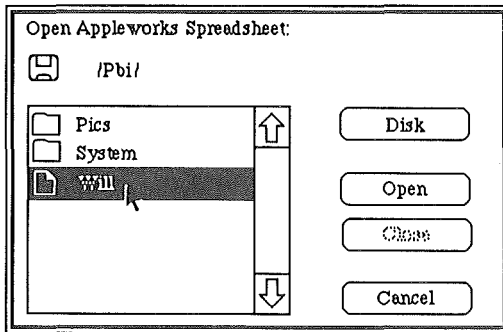 Open Appleworks Spreadsheet:
/Pbi/
Pics
System
Will
Disk
Open
Close
Cancel